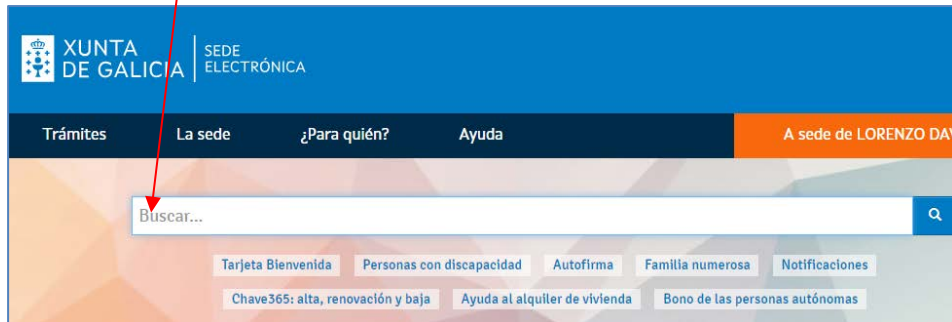 XUNTA
DE GALICIA
SEDE
ELECTRÓNICA
Trámites La sede ¿Para quién? Ayuda A sede de LORENZO
Buscar...
Tarjeta Bienvenida Personas con discapacidad Autofirma Familia numerosa Notificaciones
Chave365: alta, renovación y baja Ayuda al alquiler de vivienda Bono de las personas autónomas